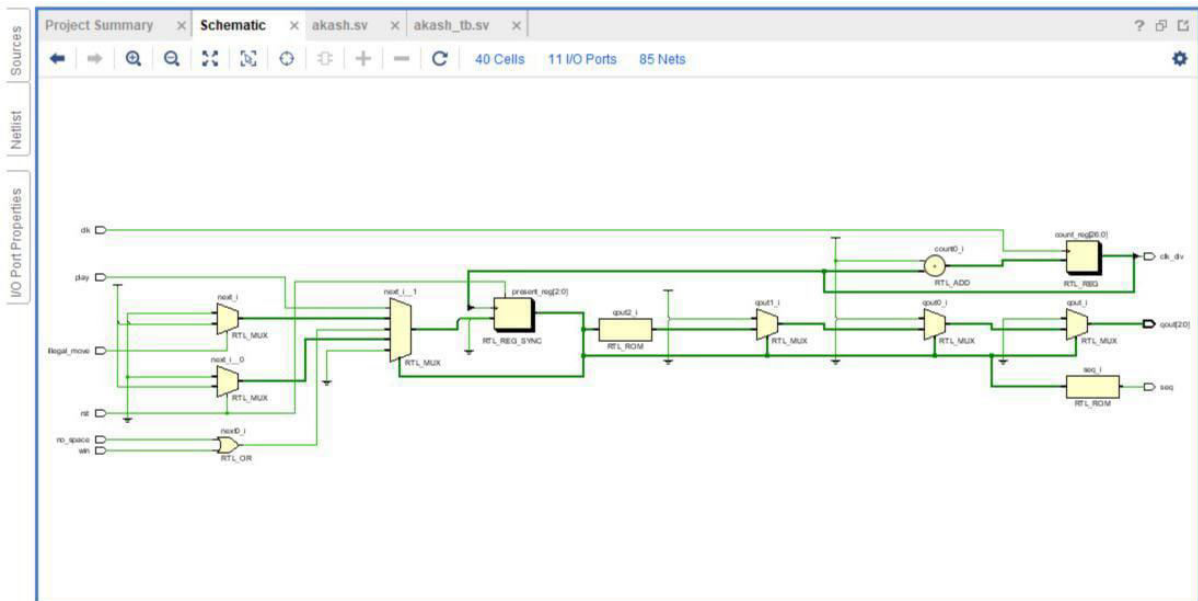 Project Summary × Schematic × akash.sv × akash_tb.sv × ?
40 Cells 11 I/O Ports 85 Nets
Sources
Netlist
I/O Port Properties
clk
play
illegal_move
rst
no_space
win
next_i
RTL_MUX
next_i__0
RTL_MUX
next0_i
RTL_OR
next_i__1
RTL_MUX
present_reg[2:0]
RTL_REG_SYNC
qout2_i
RTL_ROM
qout1_i
RTL_MUX
count0_i
RTL_ADD
qout0_i
RTL_MUX
count_reg[26:0]
RTL_REG
qout_i
RTL_MUX
seq_i
RTL_ROM
clk_div
qout[2:0]
seq